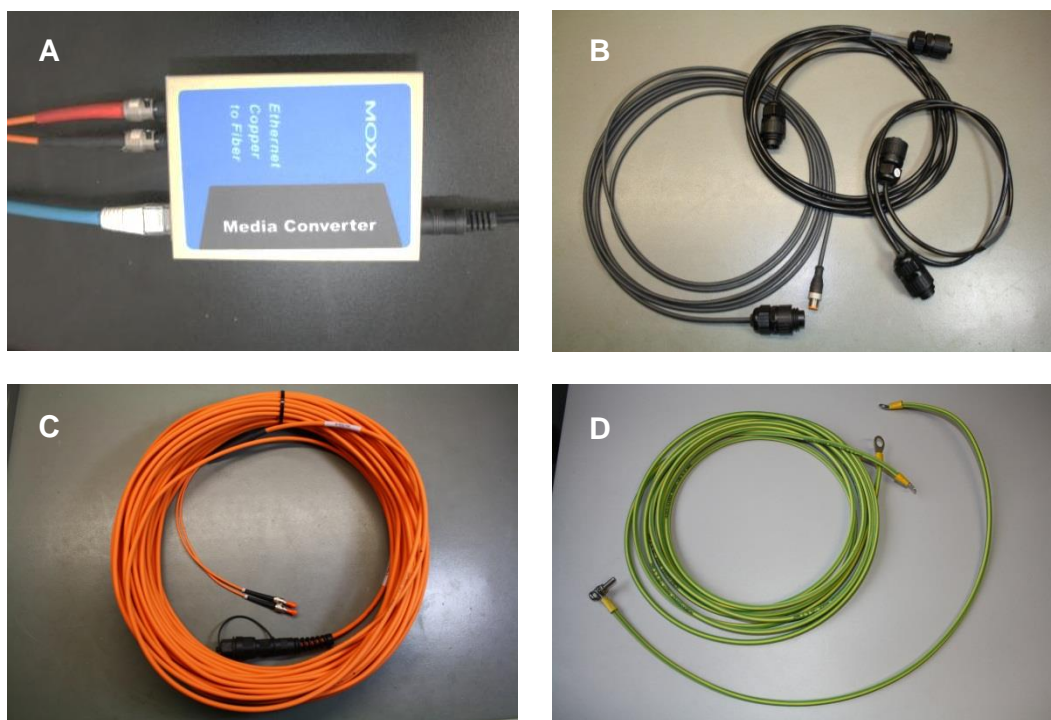 A
MOXA
Ethernet
Copper
to Fiber
Media Converter
B
C
D